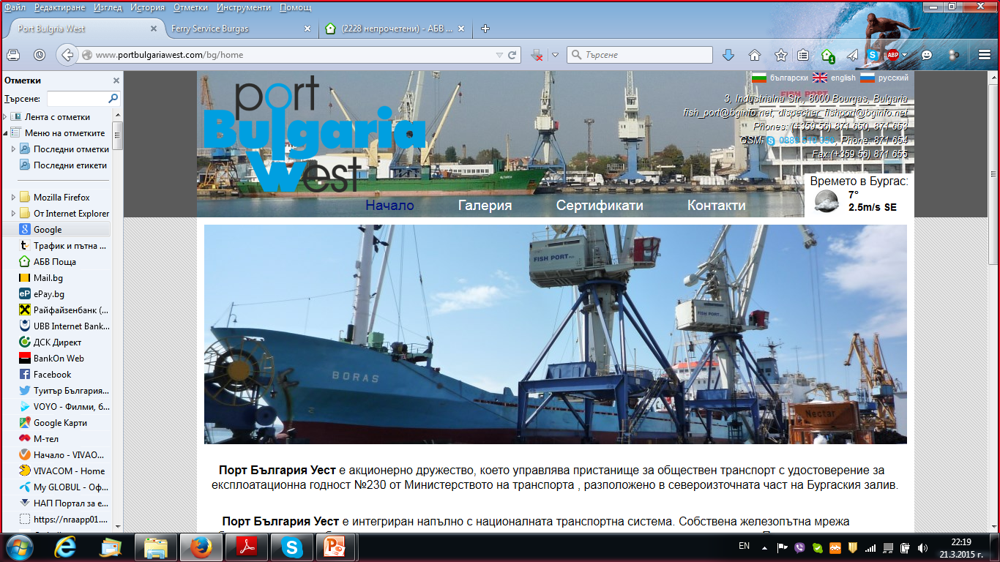 Файл Редактиране Изглед История Отметки Инструменти Помощ
Port Bulgria West
Ferry Service Burgas
(2228 непрочетени) - АБВ ...
www.portbulgariawest.com/bg/home
Търсене
ABP
1
Отметки
Търсене:
Лента с отметки
Меню на отметките
Последни отметки
Последни етикети
Mozilla Firefox
От Internet Explorer
Google
Трафик и пътна ...
АБВ Поща
Mail.bg
ePay.bg
Райфайзенбанк (...
UBB Internet Bank...
ДСК Директ
BankOn Web
Facebook
Туитър България...
VOYO - Филми, б...
Google Карти
М-тел
Начало - VIVAO...
VIVACOM - Home
My GLOBUL - Оф...
НАП Портал за е...
https://nraapp01....
port
Bulgaria
West
български english русский
FISH PORT
3, Industrialna Str., 8000 Bourgas, Bulgaria
fish_port@bginfo.net, dispecher_fishport@bginfo.net
Phones: (+359 56) 871 650, 871 653
GSM: Phone: 871 654
Fax:(+359 56) 871 655
Времето в Бургас:
7°
2.5m/s SE
Начало Галерия Сертификати Контакти
FISH PORT
FISH PORT
BORAS
Nectar
Порт България Уест е акционерно дружество, което управлява пристанище за обществен транспорт с удостоверение за
експлоатационна годност №230 от Министерството на транспорта , разположено в североизточната част на Бургаския залив.
Порт България Уест е интегриран напълно с националната транспортна система. Собствена железопътна мрежа
EN
22:19
21.3.2015 г.